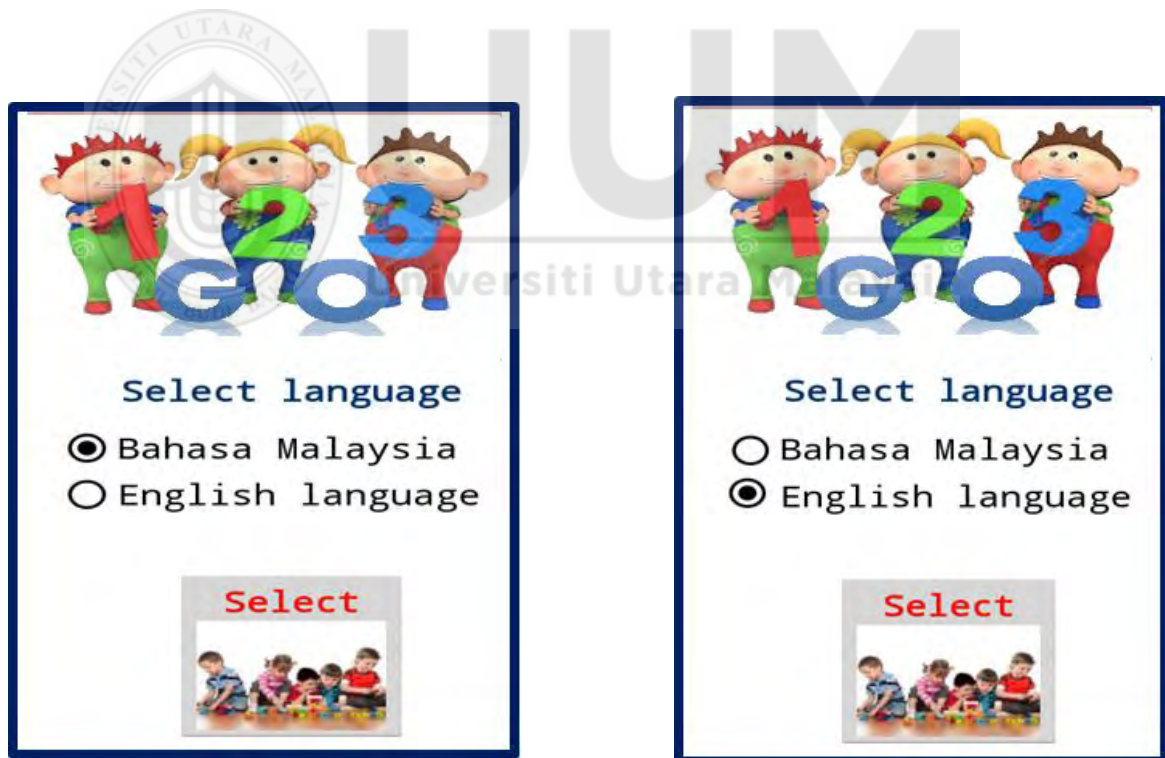 UUM
Universiti Utara Malaysia
1 2 3
GO
Select language
Bahasa Malaysia
English language
Select
1 2 3
GO
Select language
Bahasa Malaysia
English language
Select